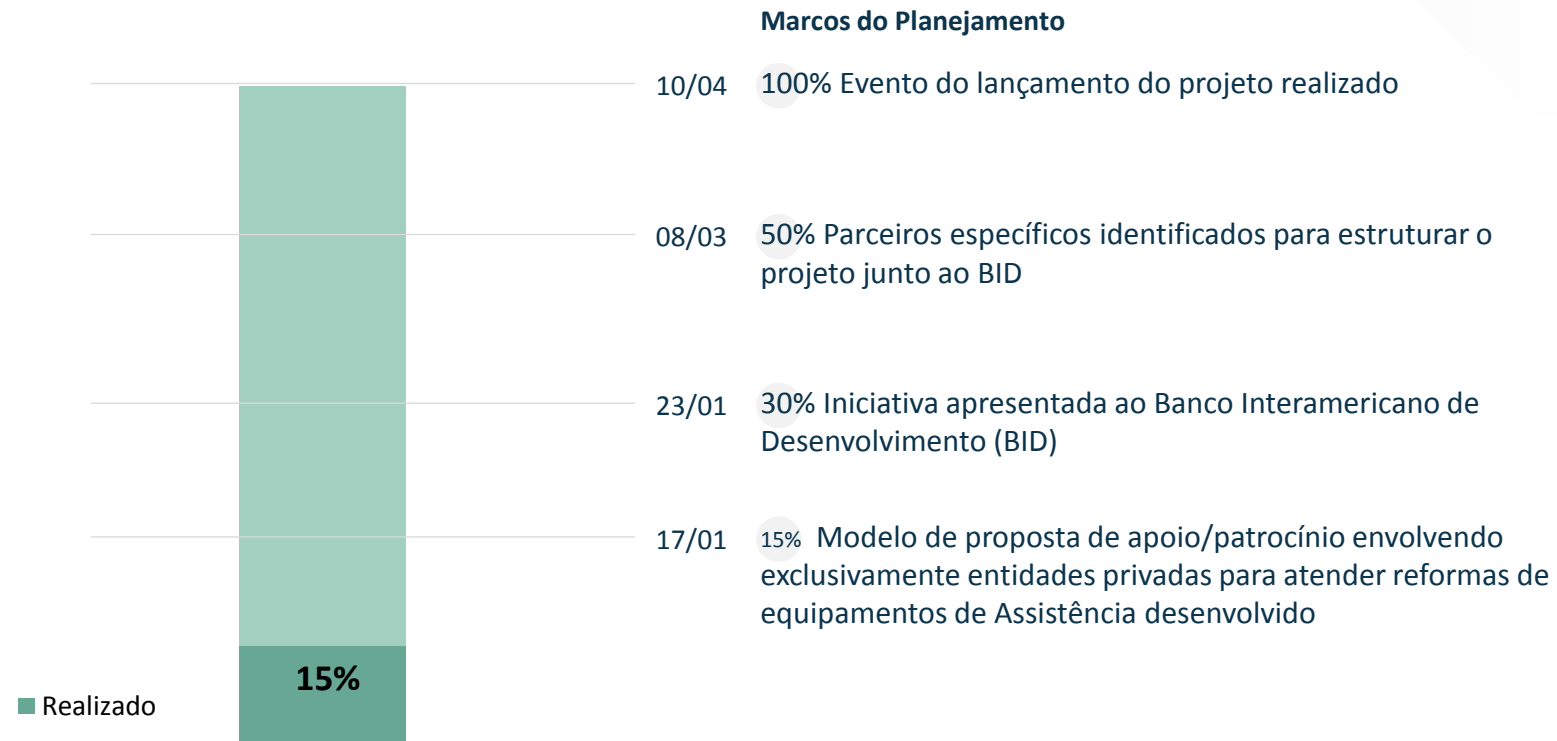 Marcos do Planejamento
10/04 100% Evento do lançamento do projeto realizado
08/03 50% Parceiros específicos identificados para estruturar o
projeto junto ao BID
23/01 30% Iniciativa apresentada ao Banco Interamericano de
Desenvolvimento (BID)
17/01 15% Modelo de proposta de apoio/patrocínio envolvendo
exclusivamente entidades privadas para atender reformas de
equipamentos de Assistência desenvolvido
15%
Realizado